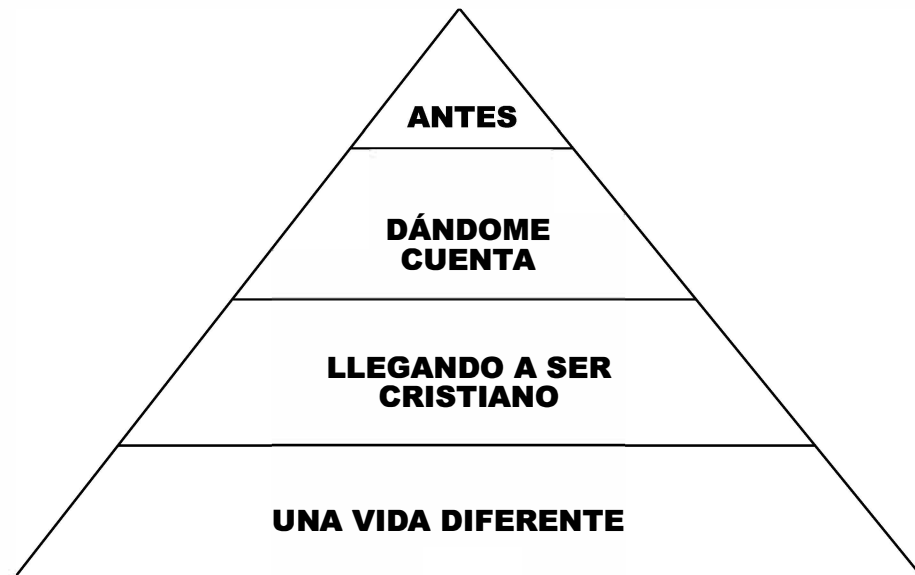 ANTES
DÁNDOME
CUENTA
LLEGANDO A SER
CRISTIANO
UNA VIDA DIFERENTE